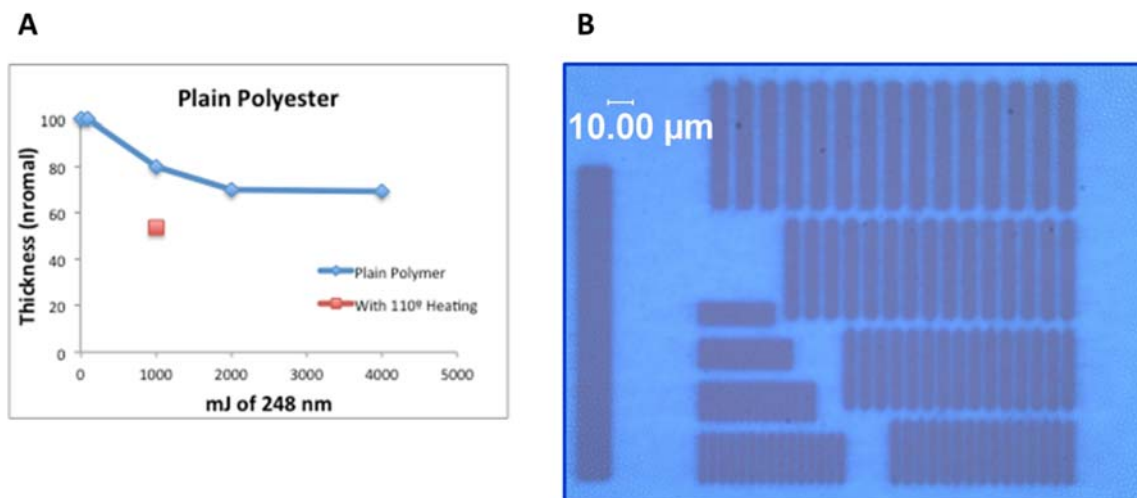 A
B
Plain Polyester
Thickness (nromal)
100
80
60
40
20
0
0 1000 2000 3000 4000 5000
mJ of 248 nm
Plain Polymer
With 110º Heating
10.00 µm